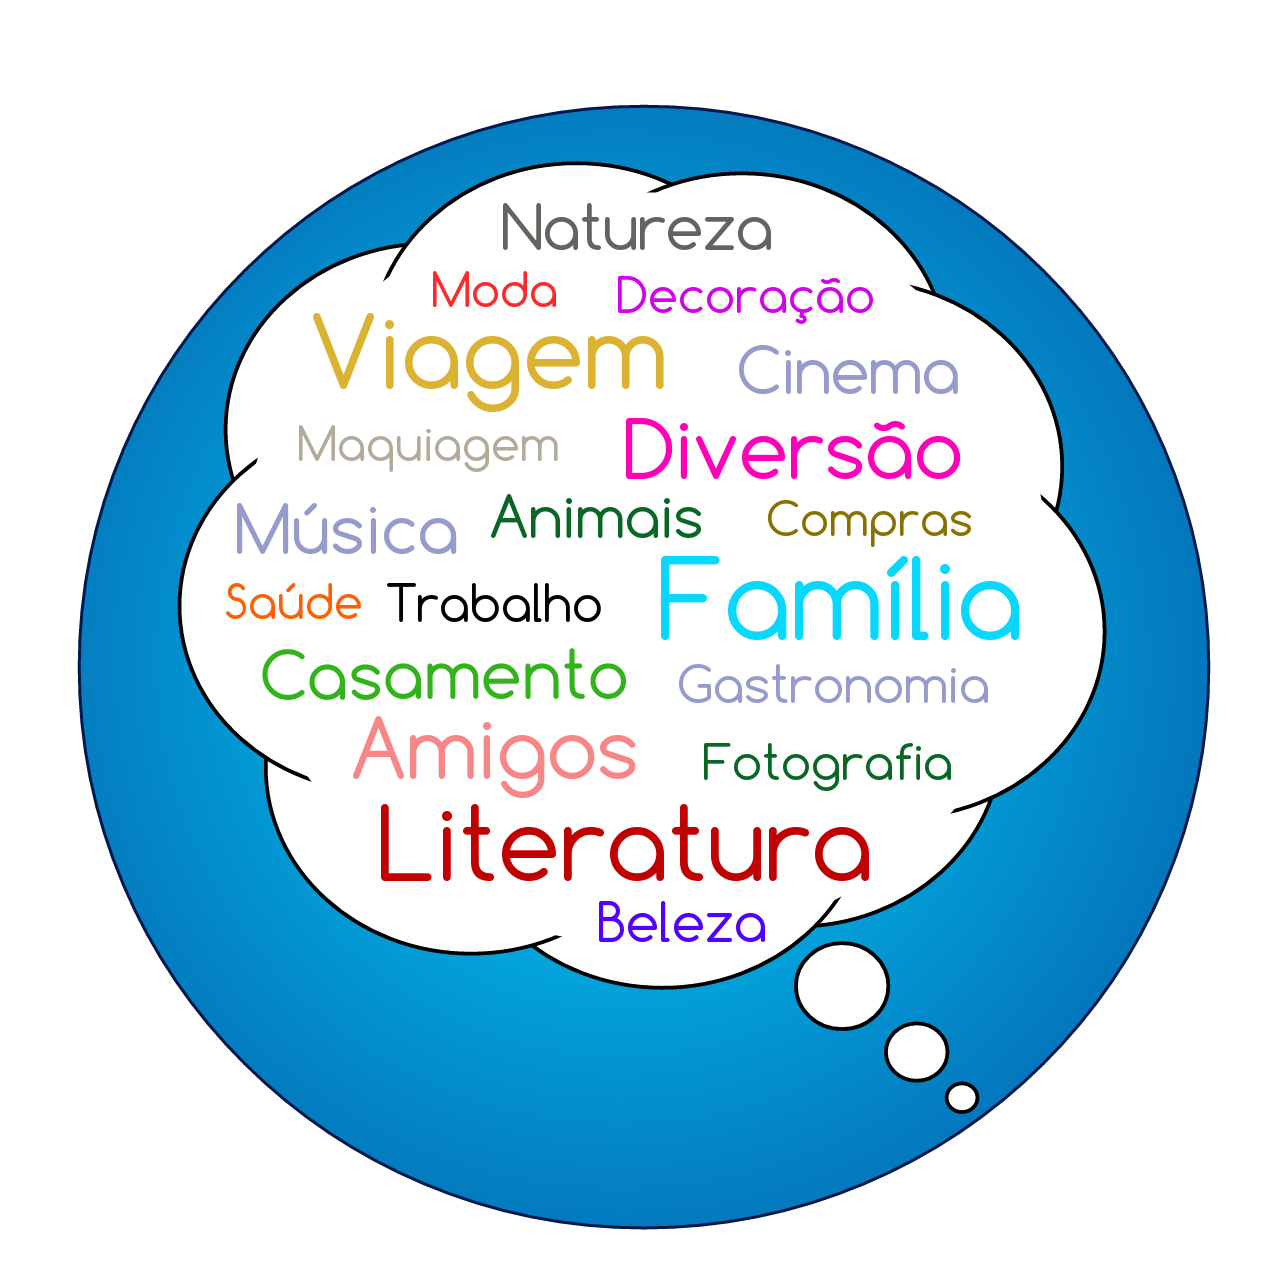 Natureza
Moda Decoração
Viagem Cinema
Maquiagem Diversão
Música Animais Compras
Saúde Trabalho Família
Casamento Gastronomia
Amigos Fotografia
Literatura
Beleza